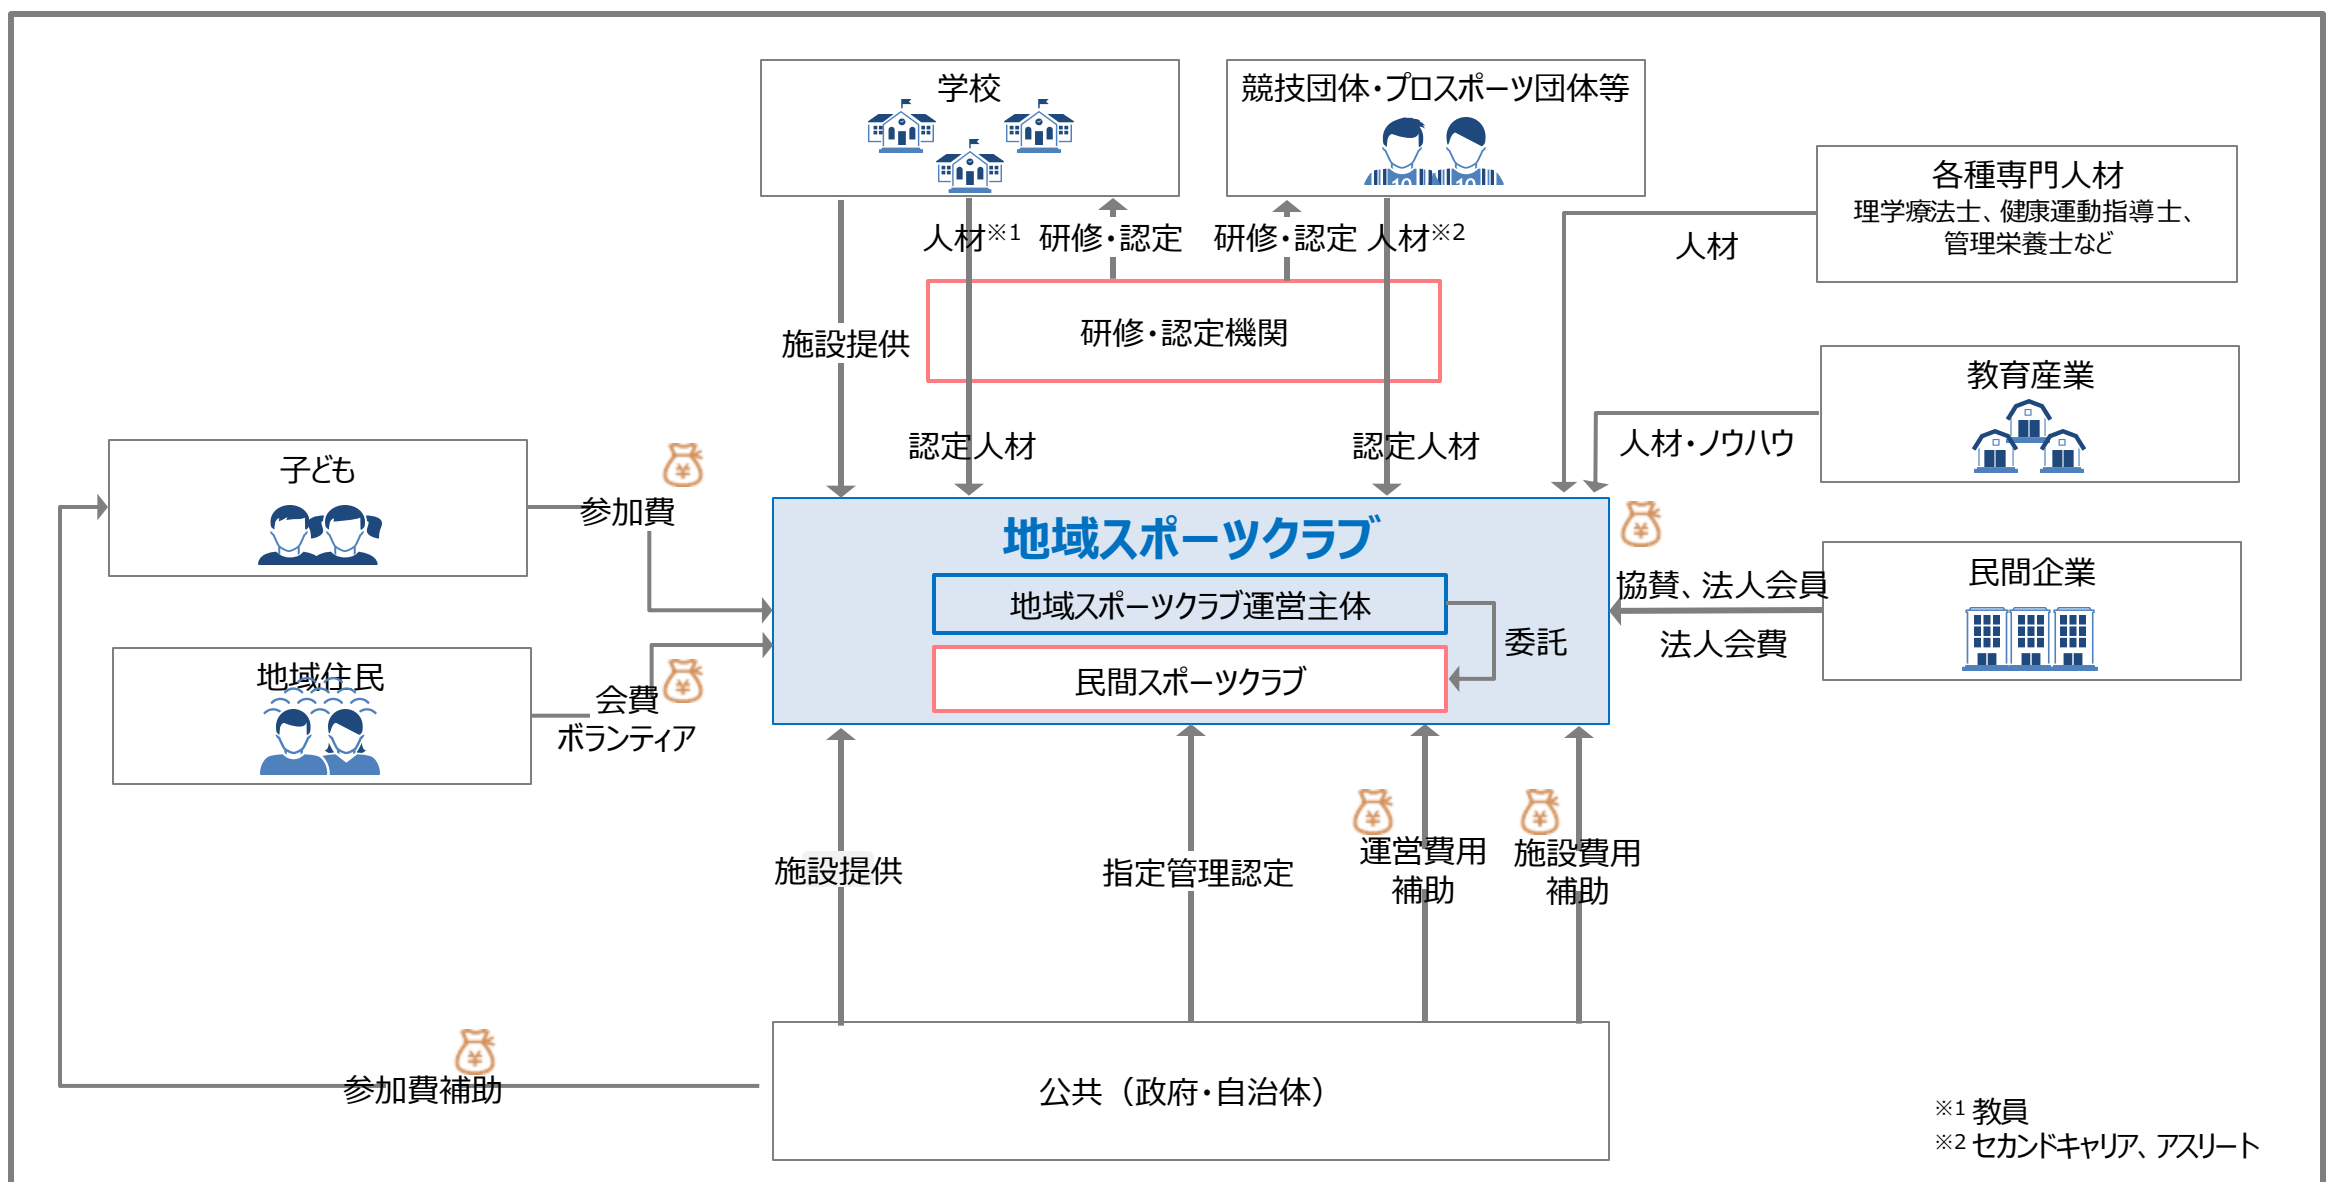 学校
競技団体・プロスポーツ団体等
各種専門人材
理学療法士、健康運動指導士、
管理栄養士など
人材※1
研修・認定
研修・認定
人材※2
人材
研修・認定機関
施設提供
教育産業
認定人材
認定人材
人材・ノウハウ
子ども
¥
参加費
地域スポーツクラブ
¥
民間企業
協賛、法人会員
法人会費
地域スポーツクラブ運営主体
委託
民間スポーツクラブ
地域住民
¥
会費
ボランティア
¥
¥
施設提供
指定管理認定
運営費用
補助
施設費用
補助
¥
参加費補助
公共（政府・自治体）
※1 教員
※2 セカンドキャリア、アスリート
10
10